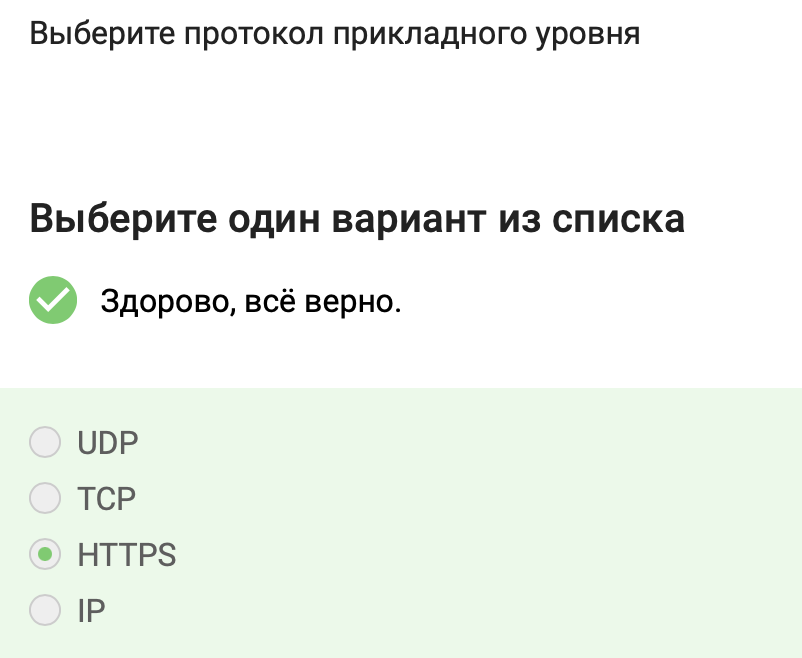 Выберите протокол прикладного уровня
Выберите один вариант из списка
Здорово, всё верно.
UDP
TCP
HTTPS
IP